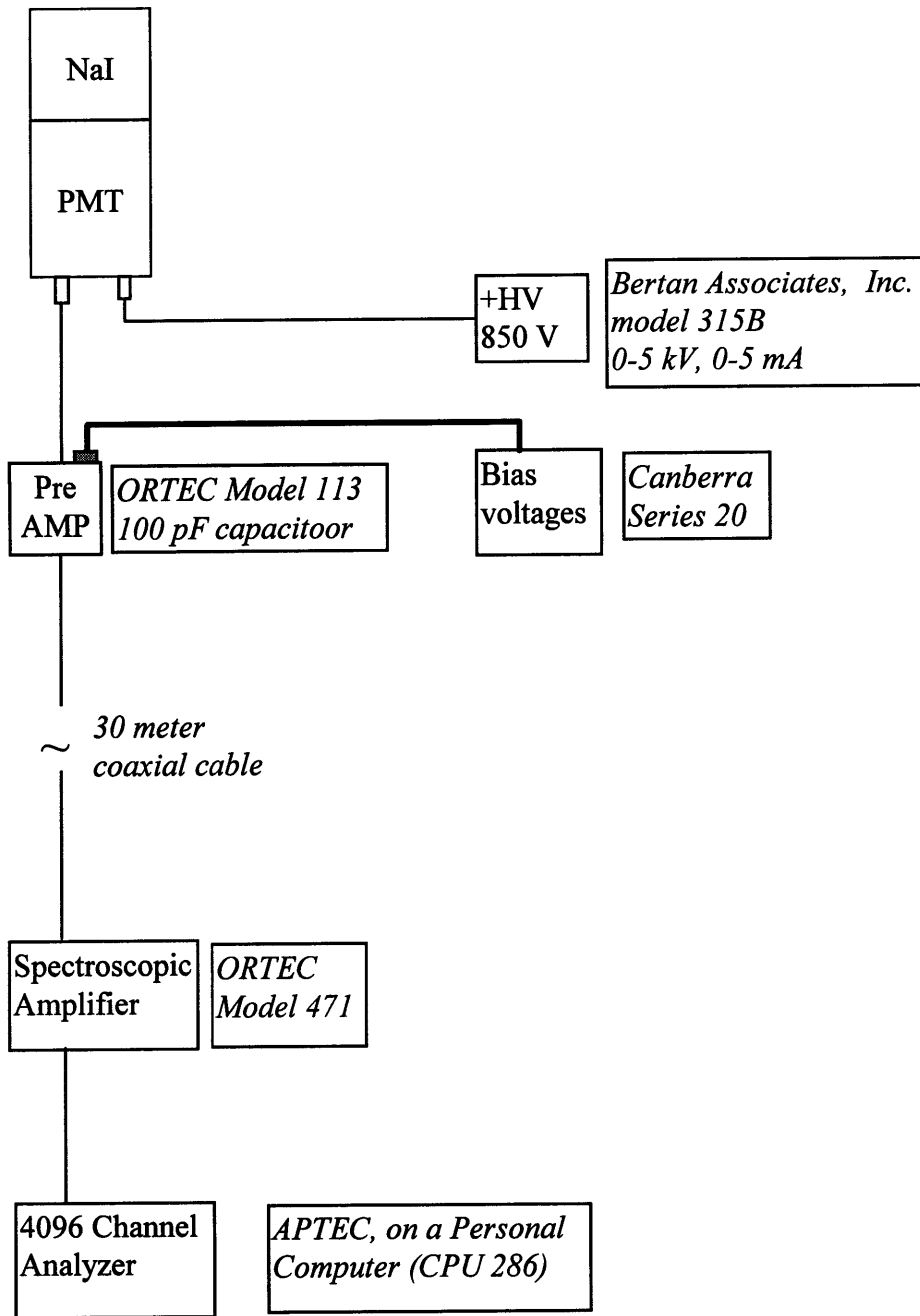 NaI
PMT
+HV
850 V
Bertan Associates, Inc.
model 315B
0-5 kV, 0-5 mA
Pre
AMP
ORTEC Model 113
100 pF capacitoor
Bias
voltages
Canberra
Series 20
~ 30 meter
coaxial cable
Spectroscopic
Amplifier
ORTEC
Model 471
4096 Channel
Analyzer
APTEC, on a Personal
Computer (CPU 286)